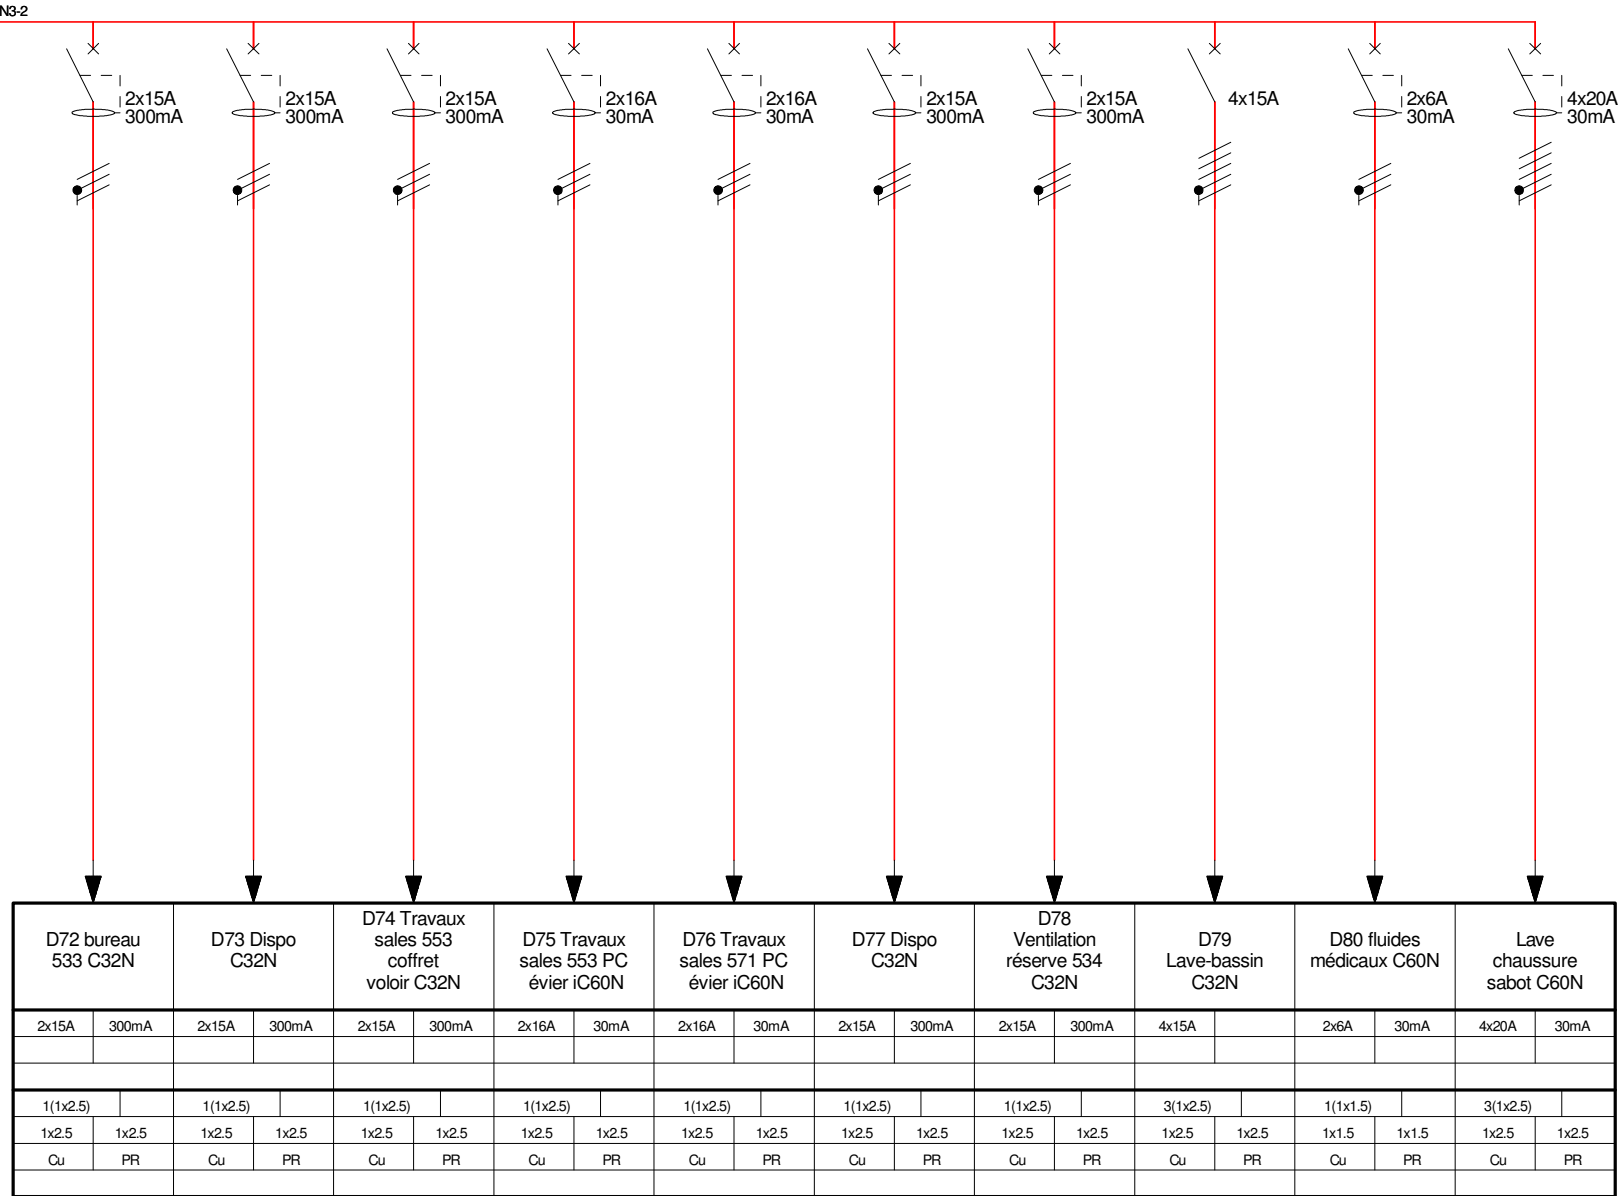 N3-2
2x15A
300mA
2x15A
300mA
2x15A
300mA
2x16A
30mA
2x16A
30mA
2x15A
300mA
2x15A
300mA
4x15A
2x6A
30mA
4x20A
30mA
D72 bureau
533 C32N
D73 Dispo
C32N
D74 Travaux
sales 553
coffret
voloir C32N
D75 Travaux
sales 553 PC
évier iC60N
D76 Travaux
sales 571 PC
évier iC60N
D77 Dispo
C32N
D78
Ventilation
réserve 534
C32N
D79
Lave-bassin
C32N
D80 fluides
médicaux C60N
Lave
chaussure
sabot C60N
2x15A 300mA 2x15A 300mA 2x15A 300mA 2x16A 30mA 2x16A 30mA 2x15A 300mA 2x15A 300mA 4x15A 2x6A 30mA 4x20A 30mA
1(1x2.5) 1(1x2.5) 1(1x2.5) 1(1x2.5) 1(1x2.5) 1(1x2.5) 1(1x2.5) 3(1x2.5) 1(1x1.5) 3(1x2.5)
1x2.5 1x2.5 1x2.5 1x2.5 1x2.5 1x2.5 1x2.5 1x2.5 1x2.5 1x2.5 1x2.5 1x2.5 1x2.5 1x2.5 1x2.5 1x2.5 1x1.5 1x1.5 1x2.5 1x2.5
Cu PR Cu PR Cu PR Cu PR Cu PR Cu PR Cu PR Cu PR Cu PR Cu PR